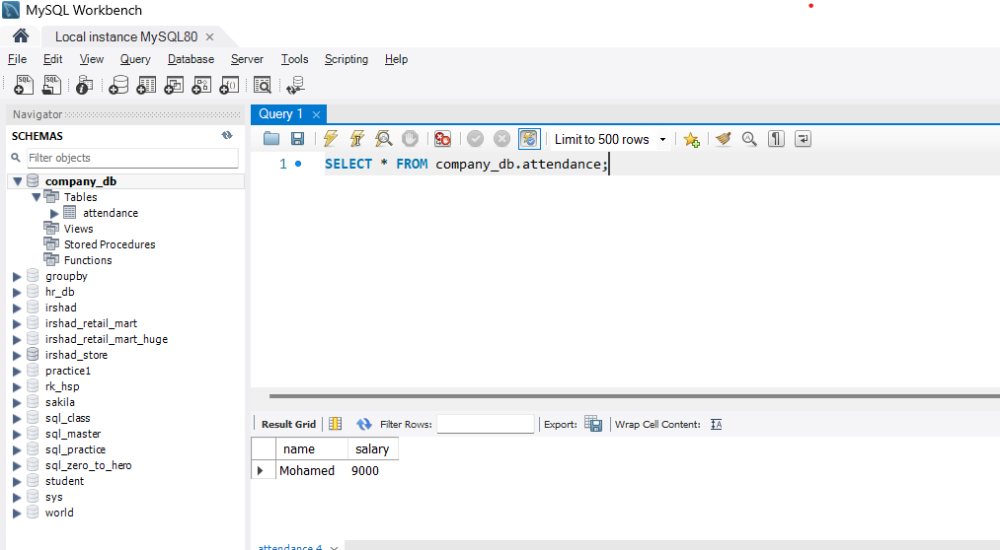 MySQL Workbench
Local instance MySQL80
File Edit View Query Database Server Tools Scripting Help
SQL SQL
Navigator
SCHEMAS
Filter objects
company_db
Tables
attendance
Views
Stored Procedures
Functions
groupby
hr_db
irshad
irshad_retail_mart
irshad_retail_mart_huge
irshad_store
practice1
rk_hsp
sakila
sql_class
sql_master
sql_practice
sql_zero_to_hero
student
sys
world
Query 1
Limit to 500 rows
1 SELECT * FROM company_db.attendance;
Result Grid Filter Rows: Export: Wrap Cell Content:
name salary
Mohamed 9000
attendance 4